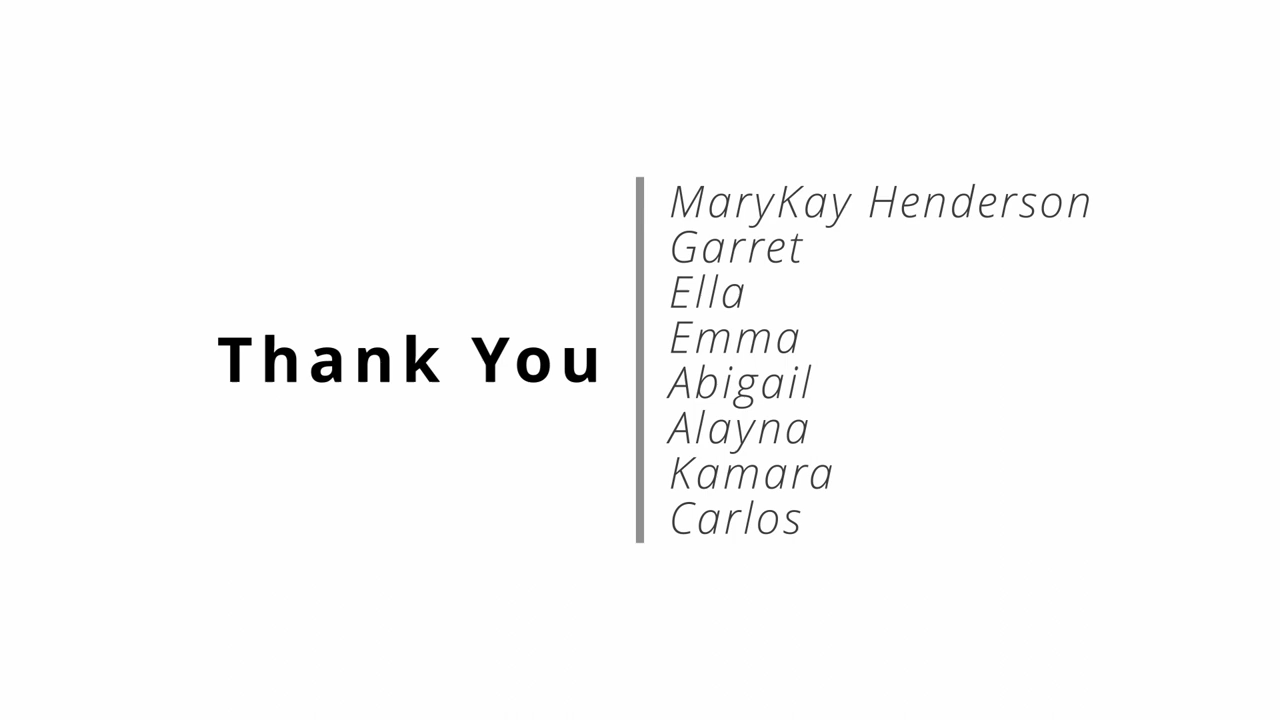 Thank You
MaryKay Henderson
Garret
Ella
Emma
Abigail
Alayna
Kamara
Carlos